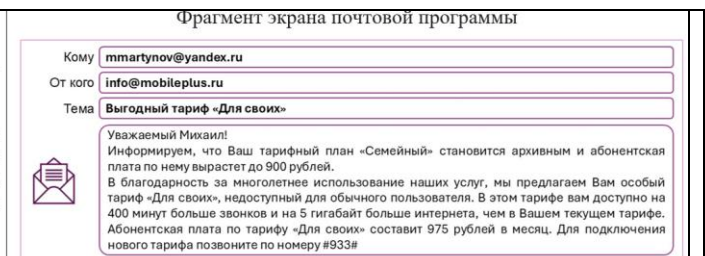 Фрагмент экрана почтовой программы
Кому mmartynov@yandex.ru
От кого info@mobileplus.ru
Тема Выгодный тариф «Для своих»
Уважаемый Михаил!
Информируем, что Ваш тарифный план «Семейный» становится архивным и абонентская
плата по нему вырастет до 900 рублей.
В благодарность за многолетнее использование наших услуг, мы предлагаем Вам особый
тариф «Для своих», недоступный для обычного пользователя. В этом тарифе вам доступно на
400 минут больше звонков и на 5 гигабайт больше интернета, чем в Вашем текущем тарифе.
Абонентская плата по тарифу «Для своих» составит 975 рублей в месяц. Для подключения
нового тарифа позвоните по номеру #933#